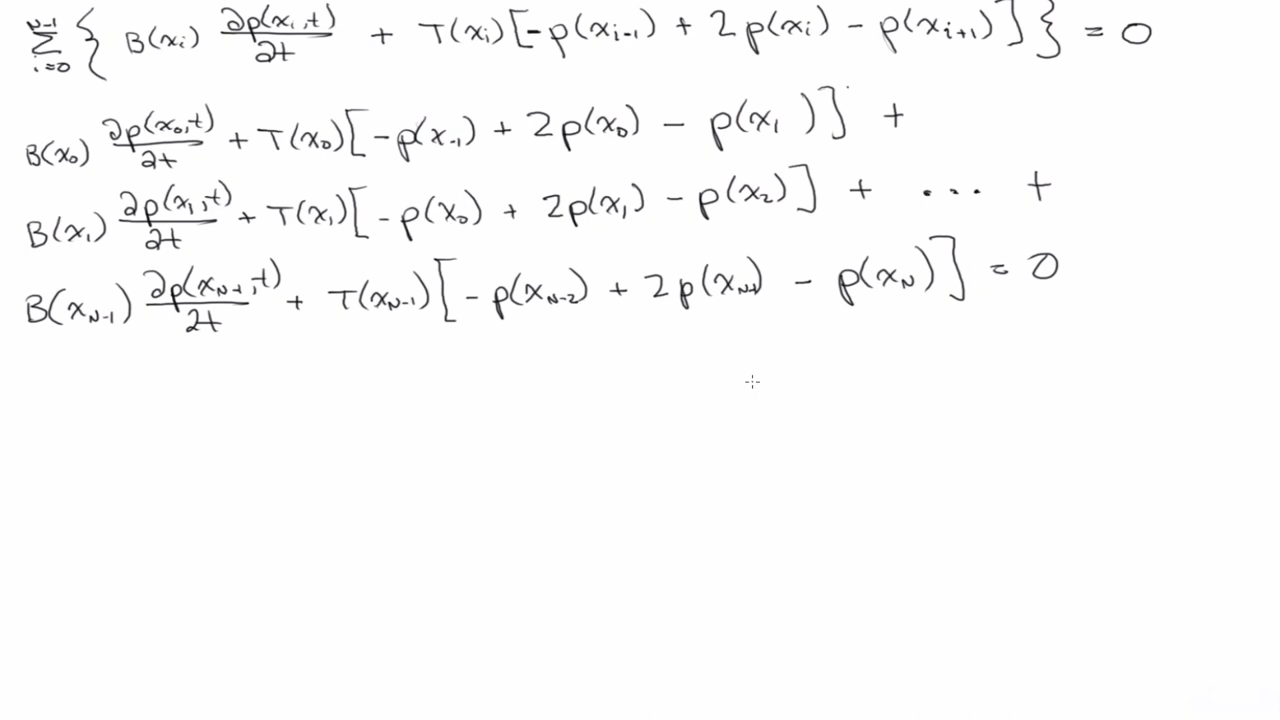 ∑_{i=0}^{N-1} { B(x_i) ∂p(x_i,t)/∂t + T(x_i)[-p(x_{i-1}) + 2p(x_i) - p(x_{i+1})] } = 0
B(x_0) ∂p(x_0,t)/∂t + T(x_0)[-p(x_{-1}) + 2p(x_0) - p(x_1)] +
B(x_1) ∂p(x_1,t)/∂t + T(x_1)[-p(x_0) + 2p(x_1) - p(x_2)] + ... +
B(x_{N-1}) ∂p(x_{N-1},t)/∂t + T(x_{N-1})[-p(x_{N-2}) + 2p(x_{N-1}) - p(x_N)] = 0